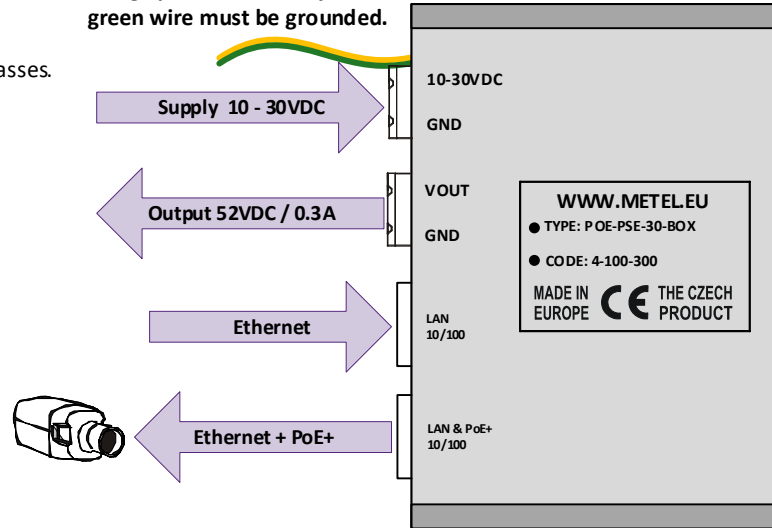 green wire must be grounded.
asses.
Supply 10 - 30VDC
10-30VDC
GND
Output 52VDC / 0.3A
VOUT
GND
WWW.METEL.EU
● TYPE: POE-PSE-30-BOX
● CODE: 4-100-300
MADE IN EUROPE CE THE CZECH PRODUCT
Ethernet
LAN
10/100
Ethernet + PoE+
LAN & PoE+
10/100